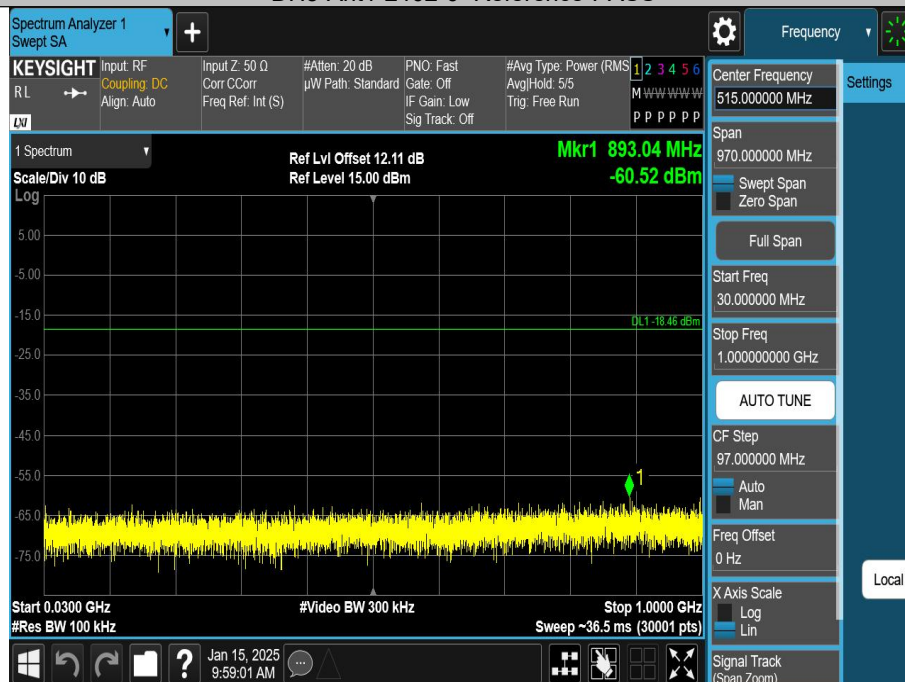 Spectrum Analyzer 1
Swept SA
+
Frequency
KEYSIGHT
RL
LXI
Input: RF
Coupling: DC
Align: Auto
Input Z: 50 Ω
Corr CCorr
Freq Ref: Int (S)
#Atten: 20 dB
µW Path: Standard
PNO: Fast
Gate: Off
IF Gain: Low
Sig Track: Off
#Avg Type: Power (RMS
Avg|Hold: 5/5
Trig: Free Run
1 2 3 4 5 6
M W W W W W
P P P P P P
1 Spectrum
Scale/Div 10 dB
Log
Ref Lvl Offset 12.11 dB
Ref Level 15.00 dBm
Mkr1 893.04 MHz
-60.52 dBm
5.00
-5.00
-15.0
DL1 -18.46 dBm
-25.0
-35.0
-45.0
-55.0
1
-65.0
-75.0
Start 0.0300 GHz
#Video BW 300 kHz
Stop 1.0000 GHz
#Res BW 100 kHz
Sweep ~36.5 ms (30001 pts)
Jan 15, 2025
9:59:01 AM
Center Frequency
515.000000 MHz
Span
970.000000 MHz
Swept Span
Zero Span
Full Span
Start Freq
30.000000 MHz
Stop Freq
1.000000000 GHz
AUTO TUNE
CF Step
97.000000 MHz
Auto
Man
Freq Offset
0 Hz
X Axis Scale
Log
Lin
Signal Track
(Span Zoom)
Settings
Local